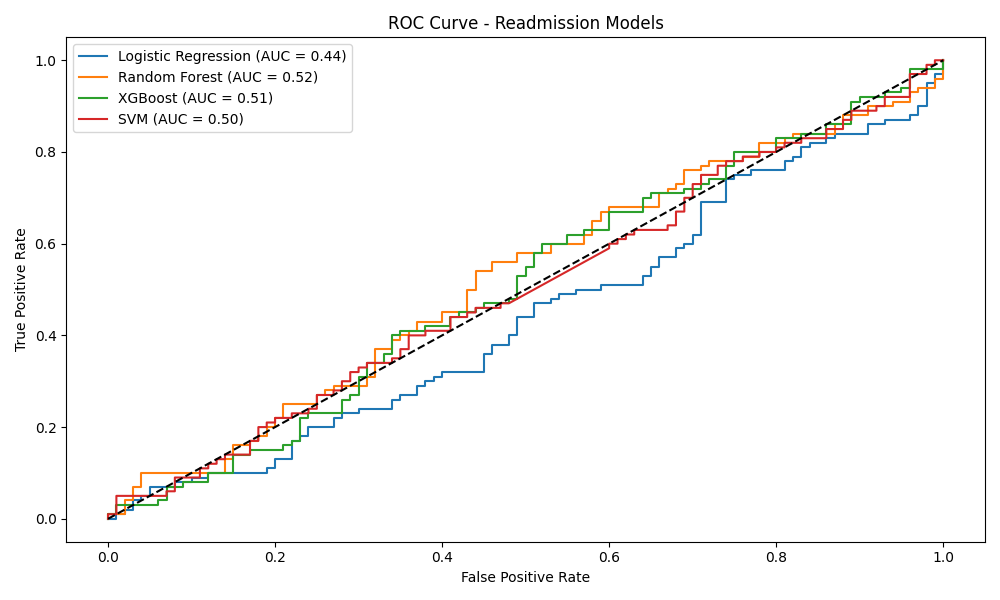 ROC Curve - Readmission Models
Logistic Regression (AUC = 0.44)
Random Forest (AUC = 0.52)
XGBoost (AUC = 0.51)
SVM (AUC = 0.50)
True Positive Rate
1.0
0.8
0.6
0.4
0.2
0.0
0.0 0.2 0.4 0.6 0.8 1.0
False Positive Rate